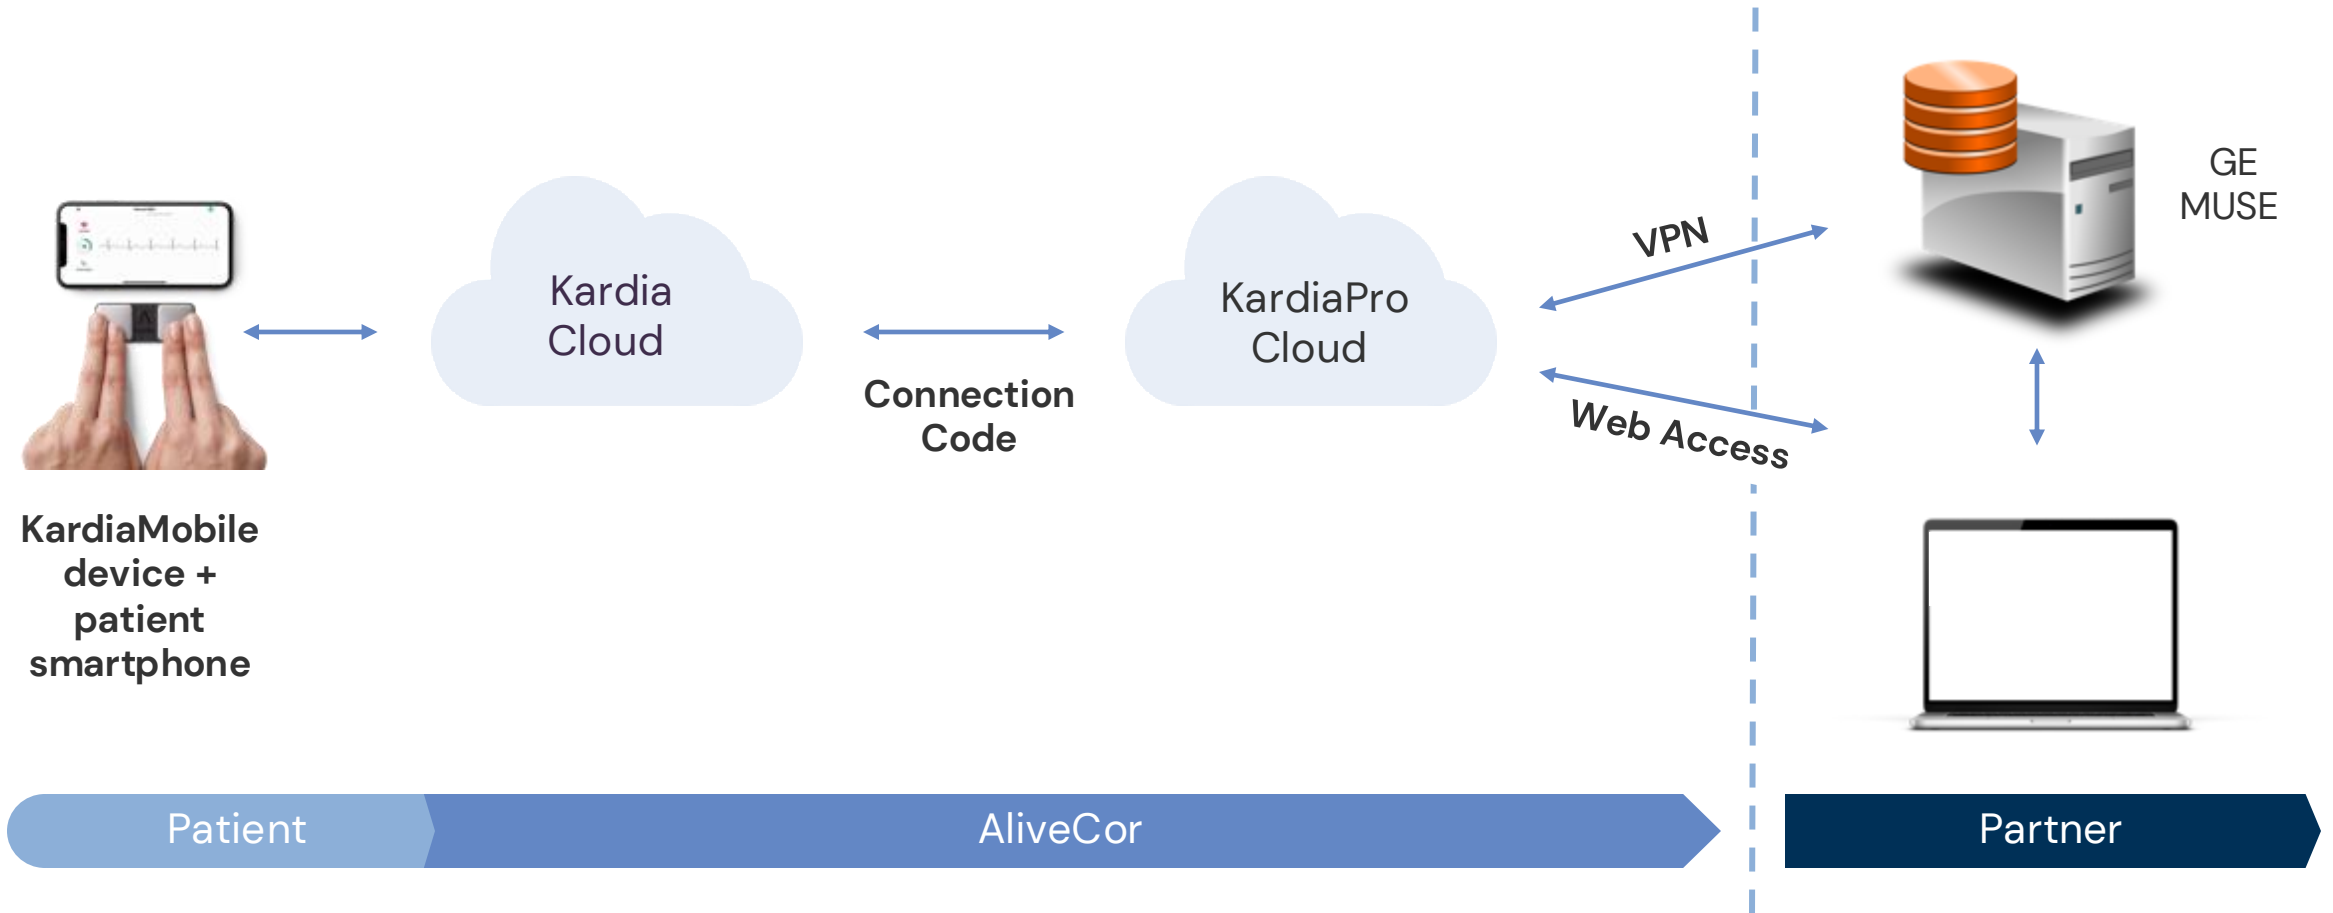 GE
MUSE
VPN
Kardia
Cloud
KardiaPro
Cloud
Connection
Code
Web Access
KardiaMobile
device +
patient
smartphone
Patient
AliveCor
Partner